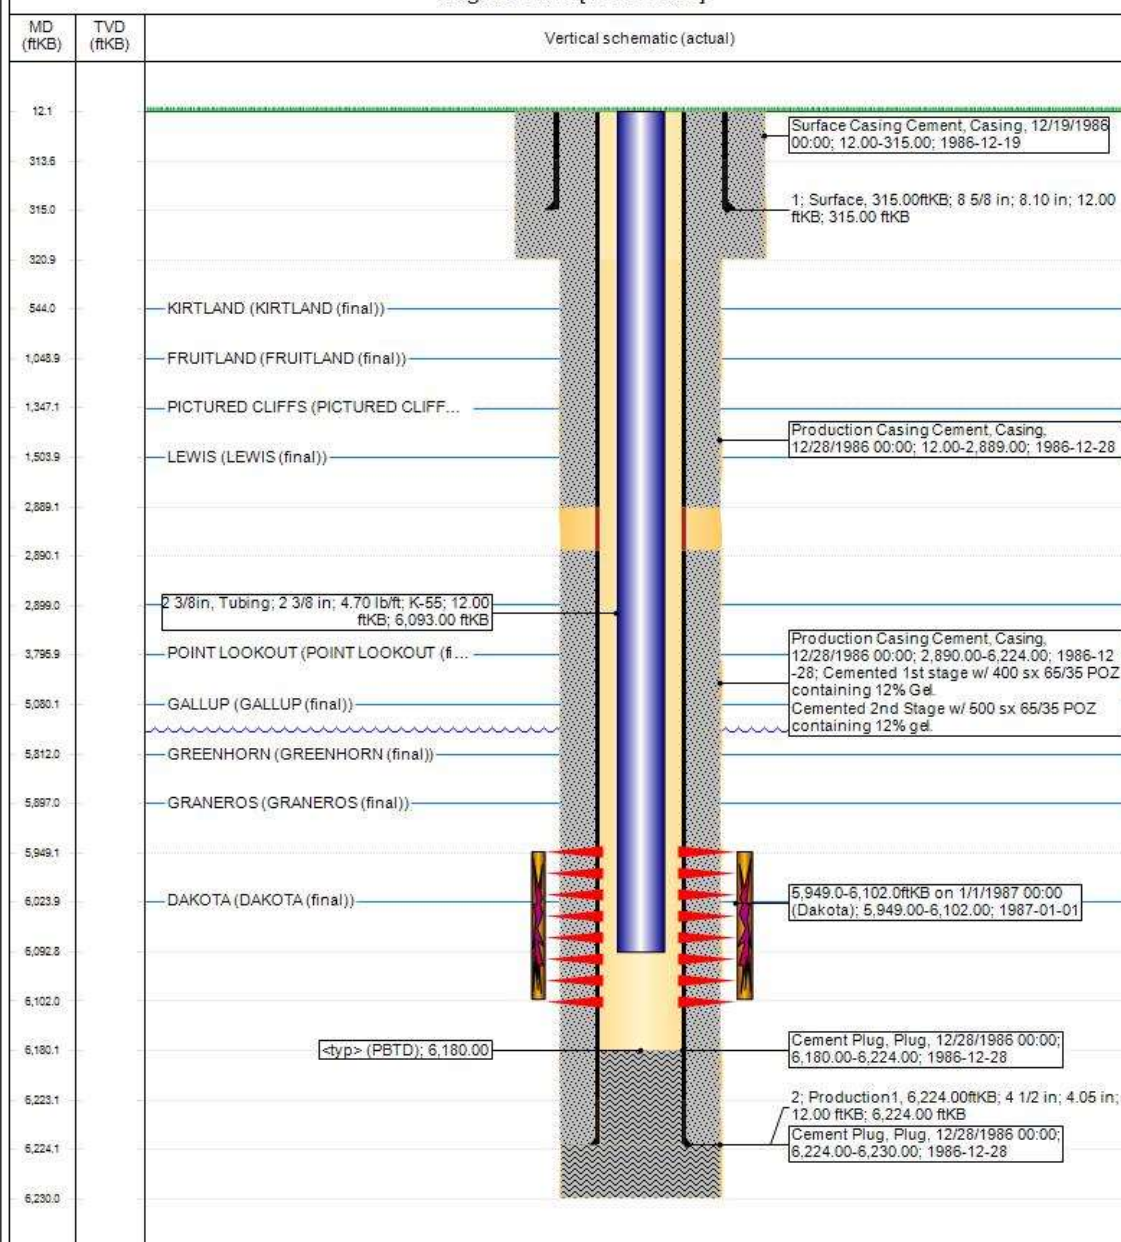 MD
(ftKB)
TVD
(ftKB)
Vertical schematic (actual)
12.1
Surface Casing Cement, Casing, 12/19/1986
00:00; 12.00-315.00; 1986-12-19
313.6
315.0
1; Surface, 315.00ftKB; 8 5/8 in; 8.10 in; 12.00
ftKB; 315.00 ftKB
320.9
544.0
KIRTLAND (KIRTLAND (final))
1,048.9
FRUITLAND (FRUITLAND (final))
1,347.1
PICTURED CLIFFS (PICTURED CLIFF...
Production Casing Cement, Casing,
12/28/1986 00:00; 12.00-2,889.00; 1986-12-28
1,503.9
LEWIS (LEWIS (final))
2,889.1
2,890.1
2,899.0
2 3/8in, Tubing; 2 3/8 in; 4.70 lb/ft; K-55; 12.00
ftKB; 6,093.00 ftKB
3,795.9
POINT LOOKOUT (POINT LOOKOUT (fi...
Production Casing Cement, Casing,
12/28/1986 00:00; 2,890.00-6,224.00; 1986-12
-28; Cemented 1st stage w/ 400 sx 65/35 POZ
containing 12% Gel.
Cemented 2nd Stage w/ 500 sx 65/35 POZ
containing 12% gel.
5,080.1
GALLUP (GALLUP (final))
5,812.0
GREENHORN (GREENHORN (final))
5,897.0
GRANEROS (GRANEROS (final))
5,949.1
6,023.9
DAKOTA (DAKOTA (final))
5,949.0-6,102.0ftKB on 1/1/1987 00:00
(Dakota); 5,949.00-6,102.00; 1987-01-01
6,092.8
6,102.0
6,180.1
<typ> (PBTD); 6,180.00
Cement Plug, Plug, 12/28/1986 00:00;
6,180.00-6,224.00; 1986-12-28
6,223.1
2; Production1, 6,224.00ftKB; 4 1/2 in; 4.05 in;
12.00 ftKB; 6,224.00 ftKB
6,224.1
Cement Plug, Plug, 12/28/1986 00:00;
6,224.00-6,230.00; 1986-12-28
6,230.0